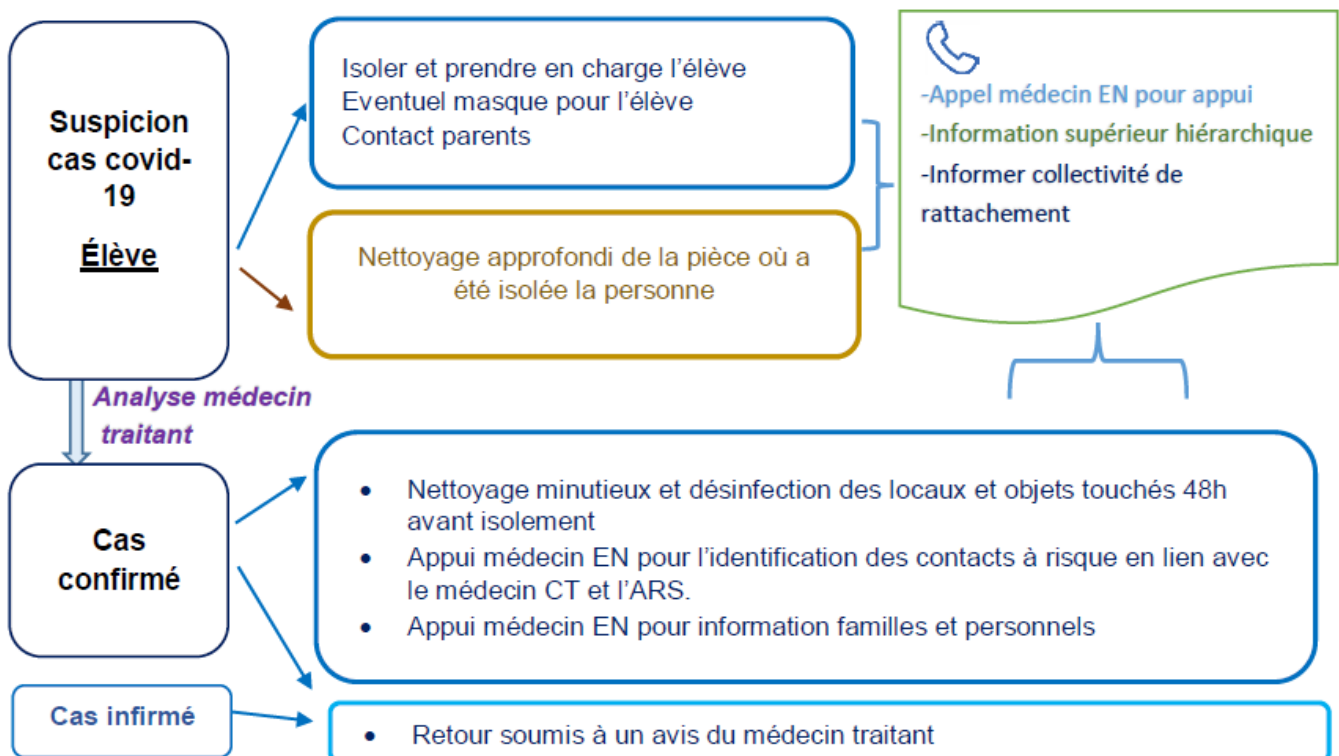 Suspicion
cas covid-
19
Élève
Isoler et prendre en charge l'élève
Eventuel masque pour l'élève
Contact parents
Nettoyage approfondi de la pièce où a
été isolée la personne
-Appel médecin EN pour appui
-Information supérieur hiérarchique
-Informer collectivité de
rattachement
Analyse médecin
traitant
Cas
confirmé
• Nettoyage minutieux et désinfection des locaux et objets touchés 48h
avant isolement
• Appui médecin EN pour l'identification des contacts à risque en lien avec
le médecin CT et l'ARS.
• Appui médecin EN pour information familles et personnels
Cas infirmé
• Retour soumis à un avis du médecin traitant